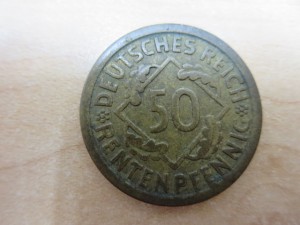 DEUTSCHES REICH
50
RENTENPFENNIG